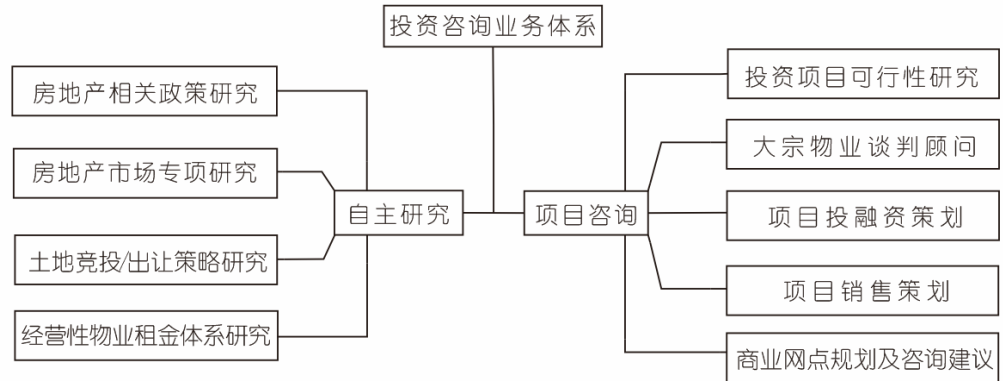 投资咨询业务体系
房地产相关政策研究
房地产市场专项研究
土地竞投/出让策略研究
经营性物业租金体系研究
自主研究
项目咨询
投资项目可行性研究
大宗物业谈判顾问
项目投融资策划
项目销售策划
商业网点规划及咨询建议